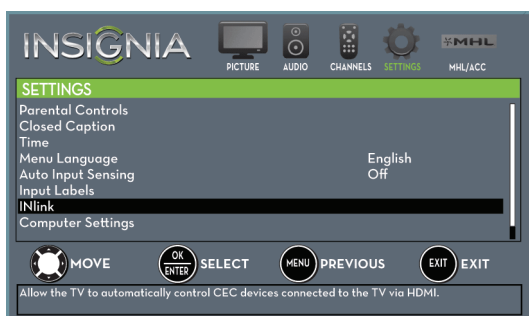 INSIGNIA
PICTURE AUDIO CHANNELS SETTINGS MHL MHL/ACC
SETTINGS
Parental Controls
Closed Caption
Time
Menu Language English
Auto Input Sensing Off
Input Labels
INlink
Computer Settings
MOVE OK ENTER SELECT MENU PREVIOUS EXIT EXIT
Allow the TV to automatically control CEC devices connected to the TV via HDMI.